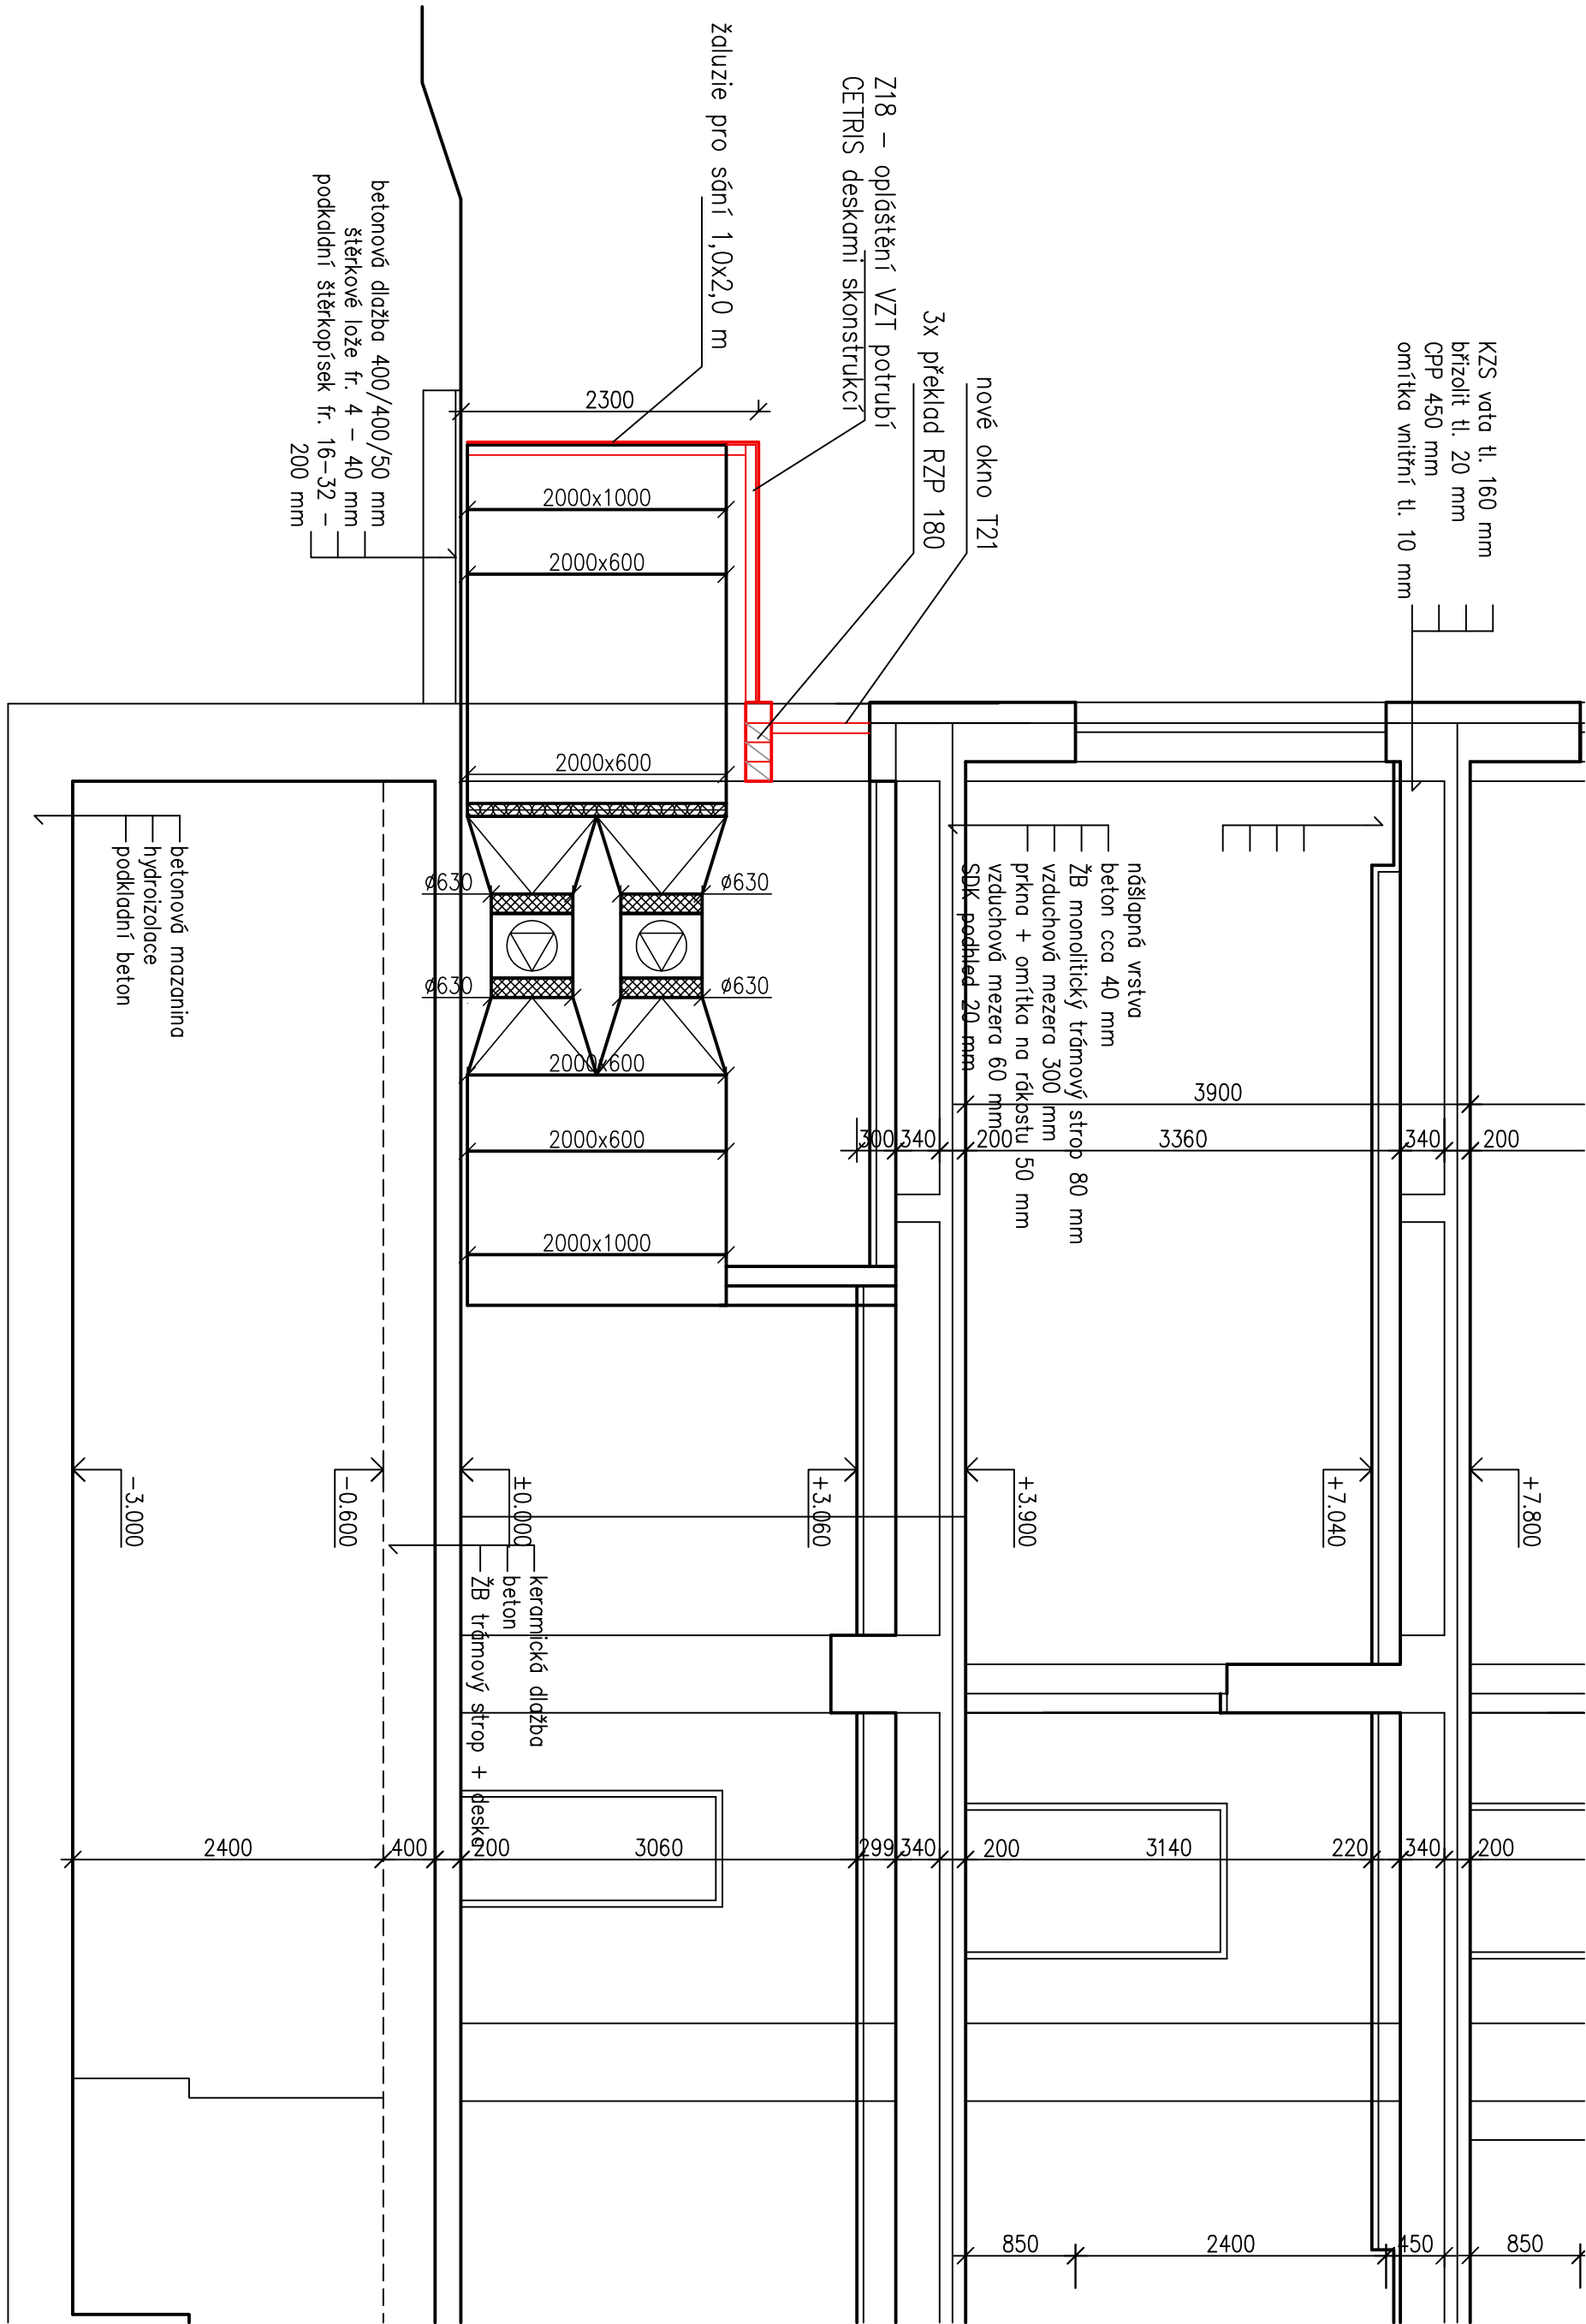 KZS vata tl. 160 mm
břizolit tl. 20 mm
CPP 450 mm
omítka vnitřní tl. 10 mm
žaluzie pro sání 1,0x2,0 m
Z18 – opláštění VZT potrubí
CETRIS deskami skonstrukcí
3x překlad RZP 180
nové okno T21
betonová dlažba 400/400/50 mm
štěrkové lože fr. 4 – 40 mm
podkaldní štěrkopísek fr. 16–32 –
200 mm
2300
2000x1000
2000x600
2000x600
ø630
ø630
ø630
ø630
2000x600
2000x600
2000x1000
betonová mazanina
hydroizolace
podkladní beton
nášlapná vrstva
beton cca 40 mm
ŽB monolitický trámový strop 80 mm
vzduchová mezera 300 mm
prkna + omítka na rákostu 50 mm
vzduchová mezera 60 mm
SDK podhled 20 mm
3900
300
340
200
3360
340
200
-3.000
-0.600
±0.000
+3.060
+3.900
+7.040
+7.800
keramická dlažba
beton
ŽB trámový strop + deska
2400
400
200
3060
299
340
200
3140
220
340
200
850
2400
450
850